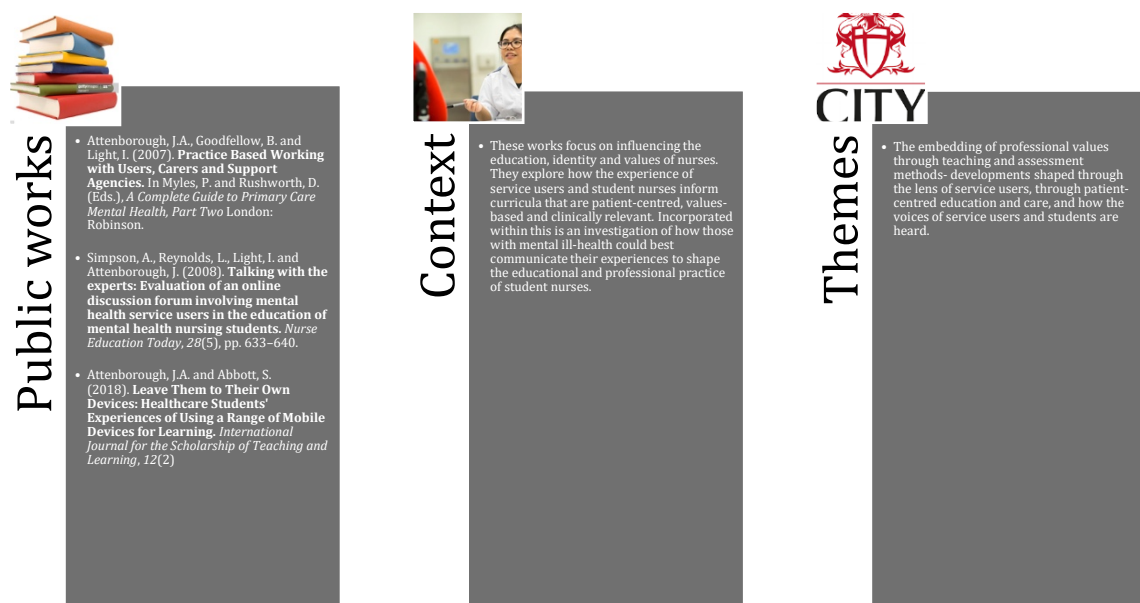 Public works
• Attenborough, J.A., Goodfellow, B. and
Light, I. (2007). Practice Based Working
with Users, Carers and Support
Agencies. In Myles, P. and Rushworth, D.
(Eds.), A Complete Guide to Primary Care
Mental Health, Part Two London:
Robinson.
• Simpson, A., Reynolds, L., Light, I. and
Attenborough, J. (2008). Talking with the
experts: Evaluation of an online
discussion forum involving mental
health service users in the education of
mental health nursing students. Nurse
Education Today, 28(5), pp. 633–640.
• Attenborough, J.A. and Abbott, S.
(2018). Leave Them to Their Own
Devices: Healthcare Students'
Experiences of Using a Range of Mobile
Devices for Learning. International
Journal for the Scholarship of Teaching and
Learning, 12(2)
Context
• These works focus on influencing the
education, identity and values of nurses.
They explore how the experience of
service users and student nurses inform
curricula that are patient-centred, values-
based and clinically relevant. Incorporated
within this is an investigation of how those
with mental ill-health could best
communicate their experiences to shape
the educational and professional practice
of student nurses.
CITY
Themes
• The embedding of professional values
through teaching and assessment
methods- developments shaped through
the lens of service users, through patient-
centred education and care, and how the
voices of service users and students are
heard.